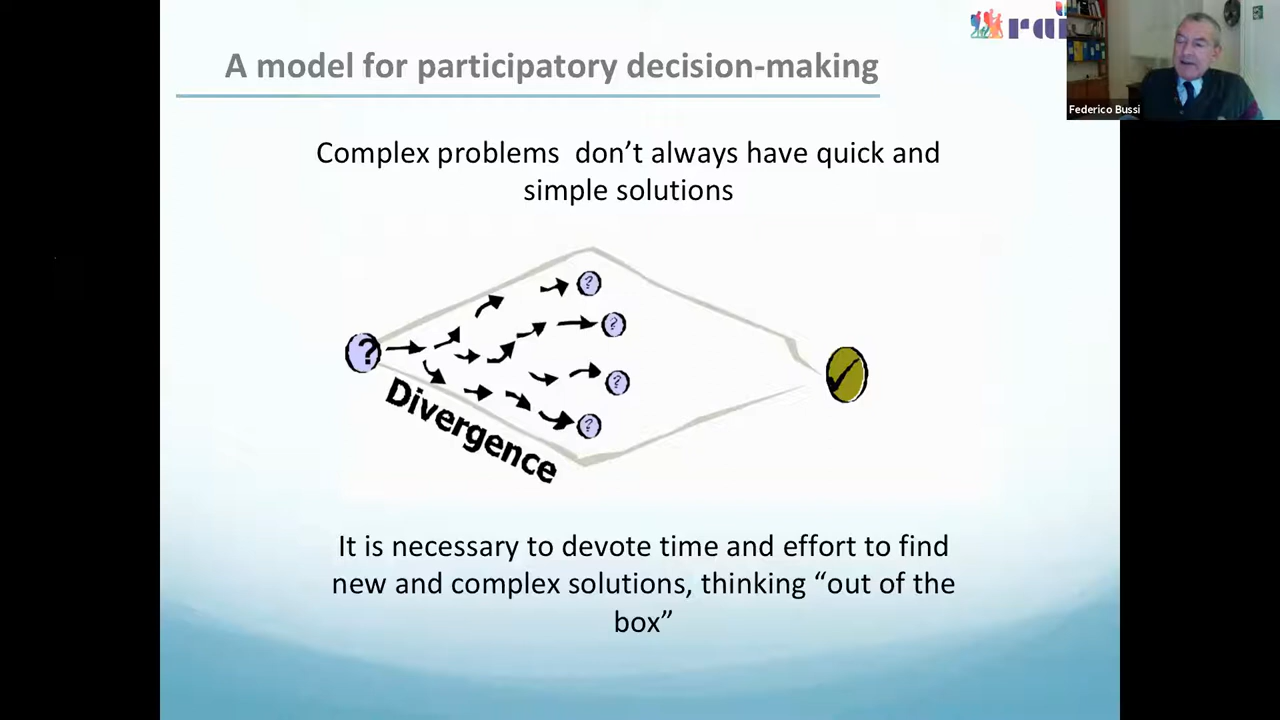 A model for participatory decision-making
Federico Bussi
Complex problems  don’t always have quick and
simple solutions
?
?
?
?
?
Divergence
It is necessary to devote time and effort to find
new and complex solutions, thinking “out of the
box”